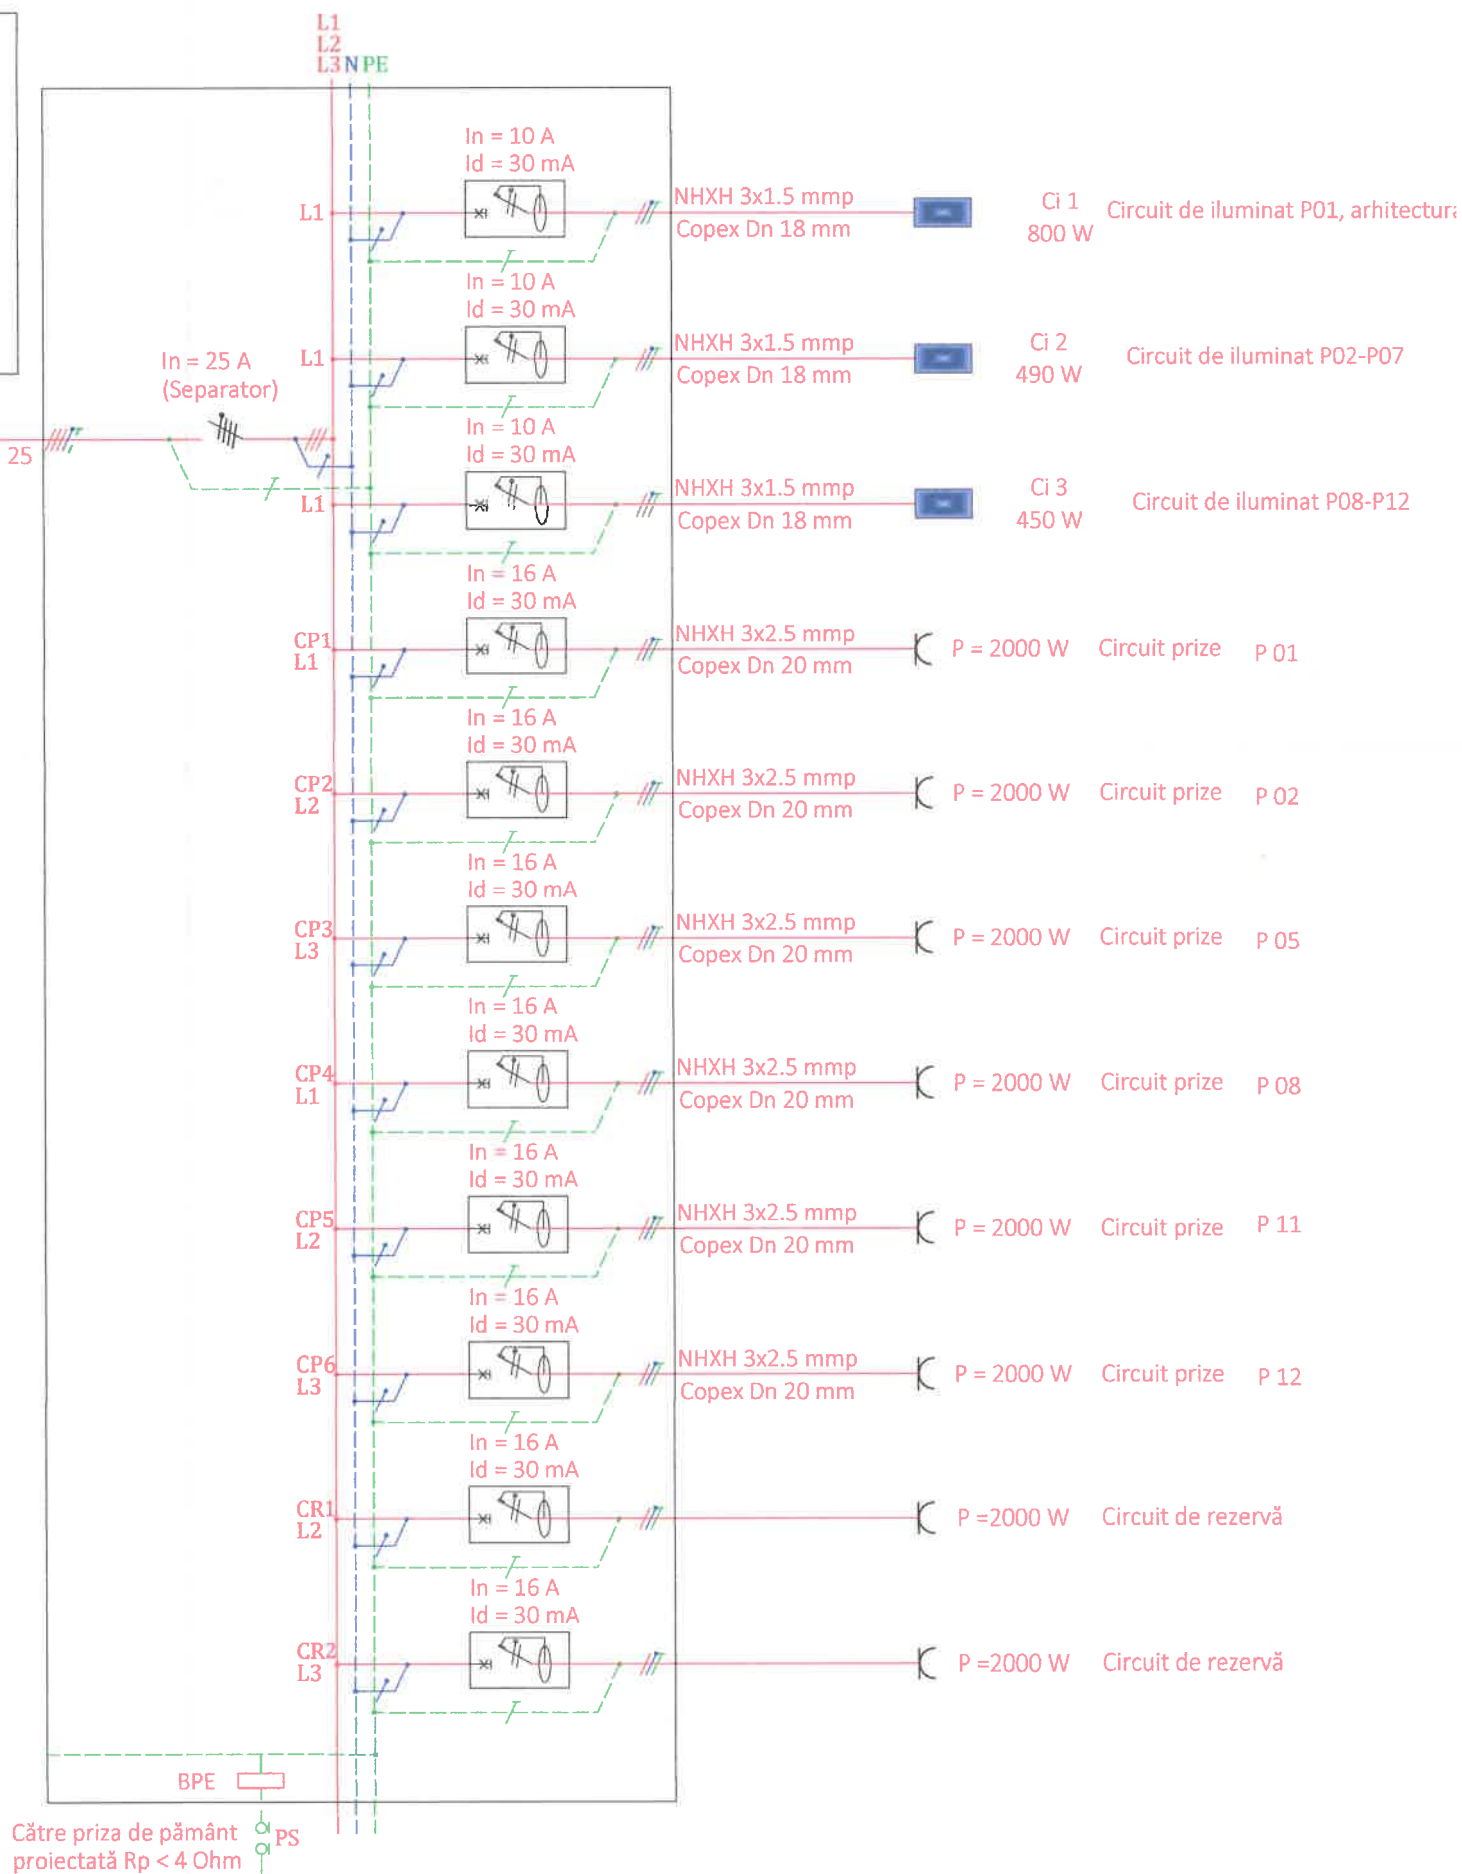 L1
L2
L3 N PE
In = 10 A
Id = 30 mA
L1
NHXH 3x1.5 mmp
Copex Dn 18 mm
Ci 1
800 W
Circuit de iluminat P01,
In = 10 A
Id = 30 mA
L1
NHXH 3x1.5 mmp
Copex Dn 18 mm
Ci 2
490 W
Circuit de iluminat P02-P07
In = 25 A
(Separator)
25
In = 10 A
Id = 30 mA
L1
NHXH 3x1.5 mmp
Copex Dn 18 mm
Ci 3
450 W
Circuit de iluminat P08-P12
In = 16 A
Id = 30 mA
CP1
L1
NHXH 3x2.5 mmp
Copex Dn 20 mm
P = 2000 W Circuit prize P 01
In = 16 A
Id = 30 mA
CP2
L2
NHXH 3x2.5 mmp
Copex Dn 20 mm
P = 2000 W Circuit prize P 02
In = 16 A
Id = 30 mA
CP3
L3
NHXH 3x2.5 mmp
Copex Dn 20 mm
P = 2000 W Circuit prize P 05
In = 16 A
Id = 30 mA
CP4
L1
NHXH 3x2.5 mmp
Copex Dn 20 mm
P = 2000 W Circuit prize P 08
In = 16 A
Id = 30 mA
CP5
L2
NHXH 3x2.5 mmp
Copex Dn 20 mm
P = 2000 W Circuit prize P 11
In = 16 A
Id = 30 mA
CP6
L3
NHXH 3x2.5 mmp
Copex Dn 20 mm
P = 2000 W Circuit prize P 12
In = 16 A
Id = 30 mA
CR1
L2
P =2000 W Circuit de rezervă
In = 16 A
Id = 30 mA
CR2
L3
P =2000 W Circuit de rezervă
BPE
PS
Către priza de pământ
proiectată Rp < 4 Ohm